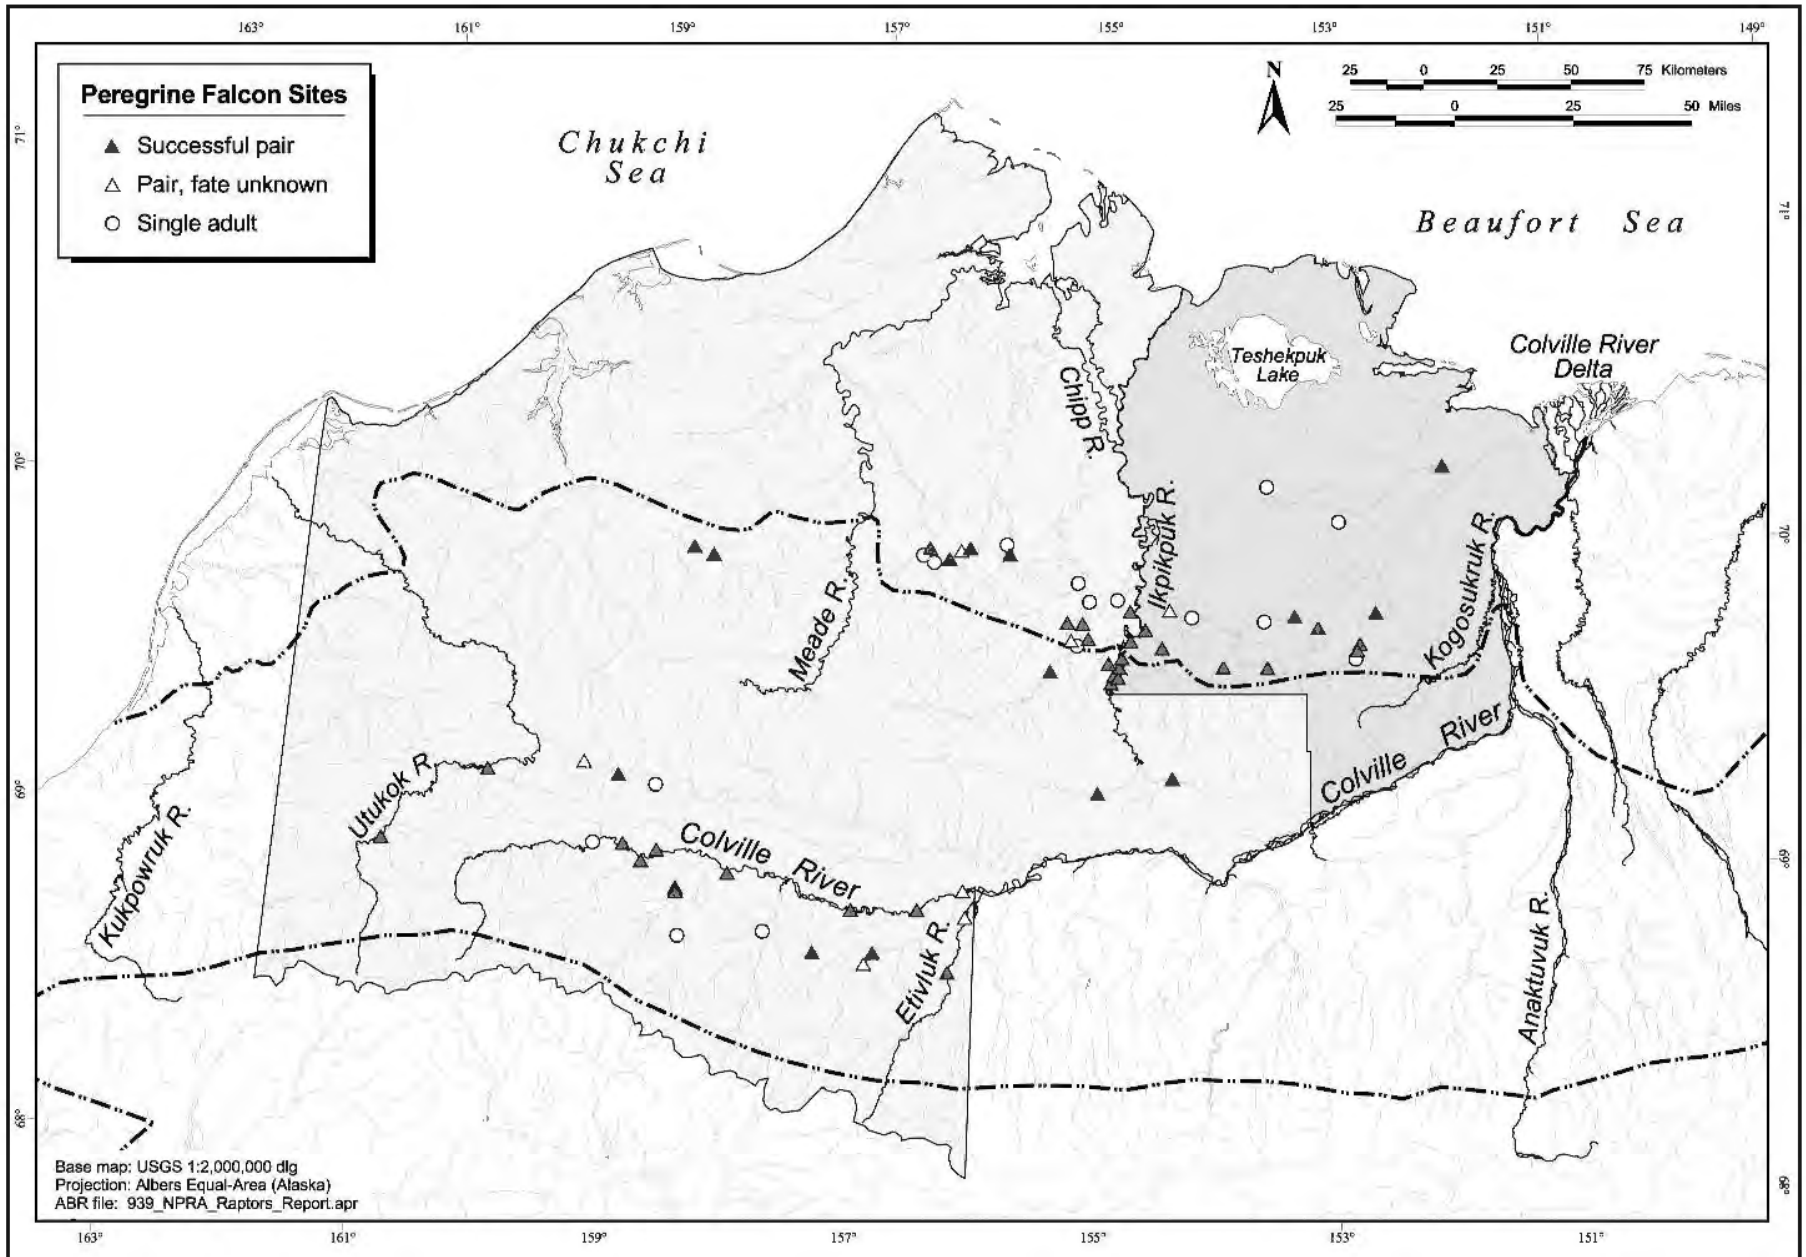 163°
161°
159°
157°
155°
153°
151°
149°
Peregrine Falcon Sites
Successful pair
Pair, fate unknown
Single adult
N
25 0 25 50 75 Kilometers
25 0 25 50 Miles
Chukchi
Sea
Beaufort Sea
71°
71°
Teshekpuk
Lake
Colville River
Delta
Chipp R.
70°
70°
Ikpikpuk R.
Kogosukruk R.
Meade R.
Utukok R.
Colville River
69°
69°
Colville River
Kukpowruk R.
Etivluk R.
Anaktuvuk R.
68°
68°
Base map: USGS 1:2,000,000 dlg
Projection: Albers Equal-Area (Alaska)
ABR file: 939_NPRA_Raptors_Report.apr
163°
161°
159°
157°
155°
153°
151°